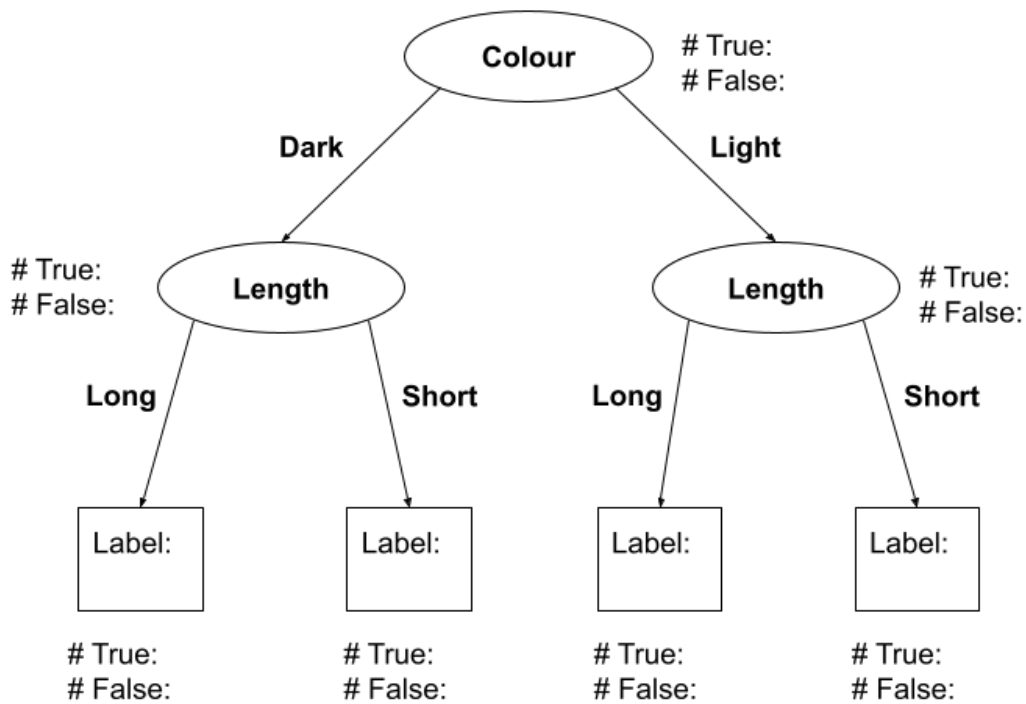 Colour
# True:
# False:
Dark
Light
# True:
# False:
Length
Length
# True:
# False:
Long
Short
Long
Short
Label:
Label:
Label:
Label:
# True:
# False:
# True:
# False:
# True:
# False:
# True:
# False: